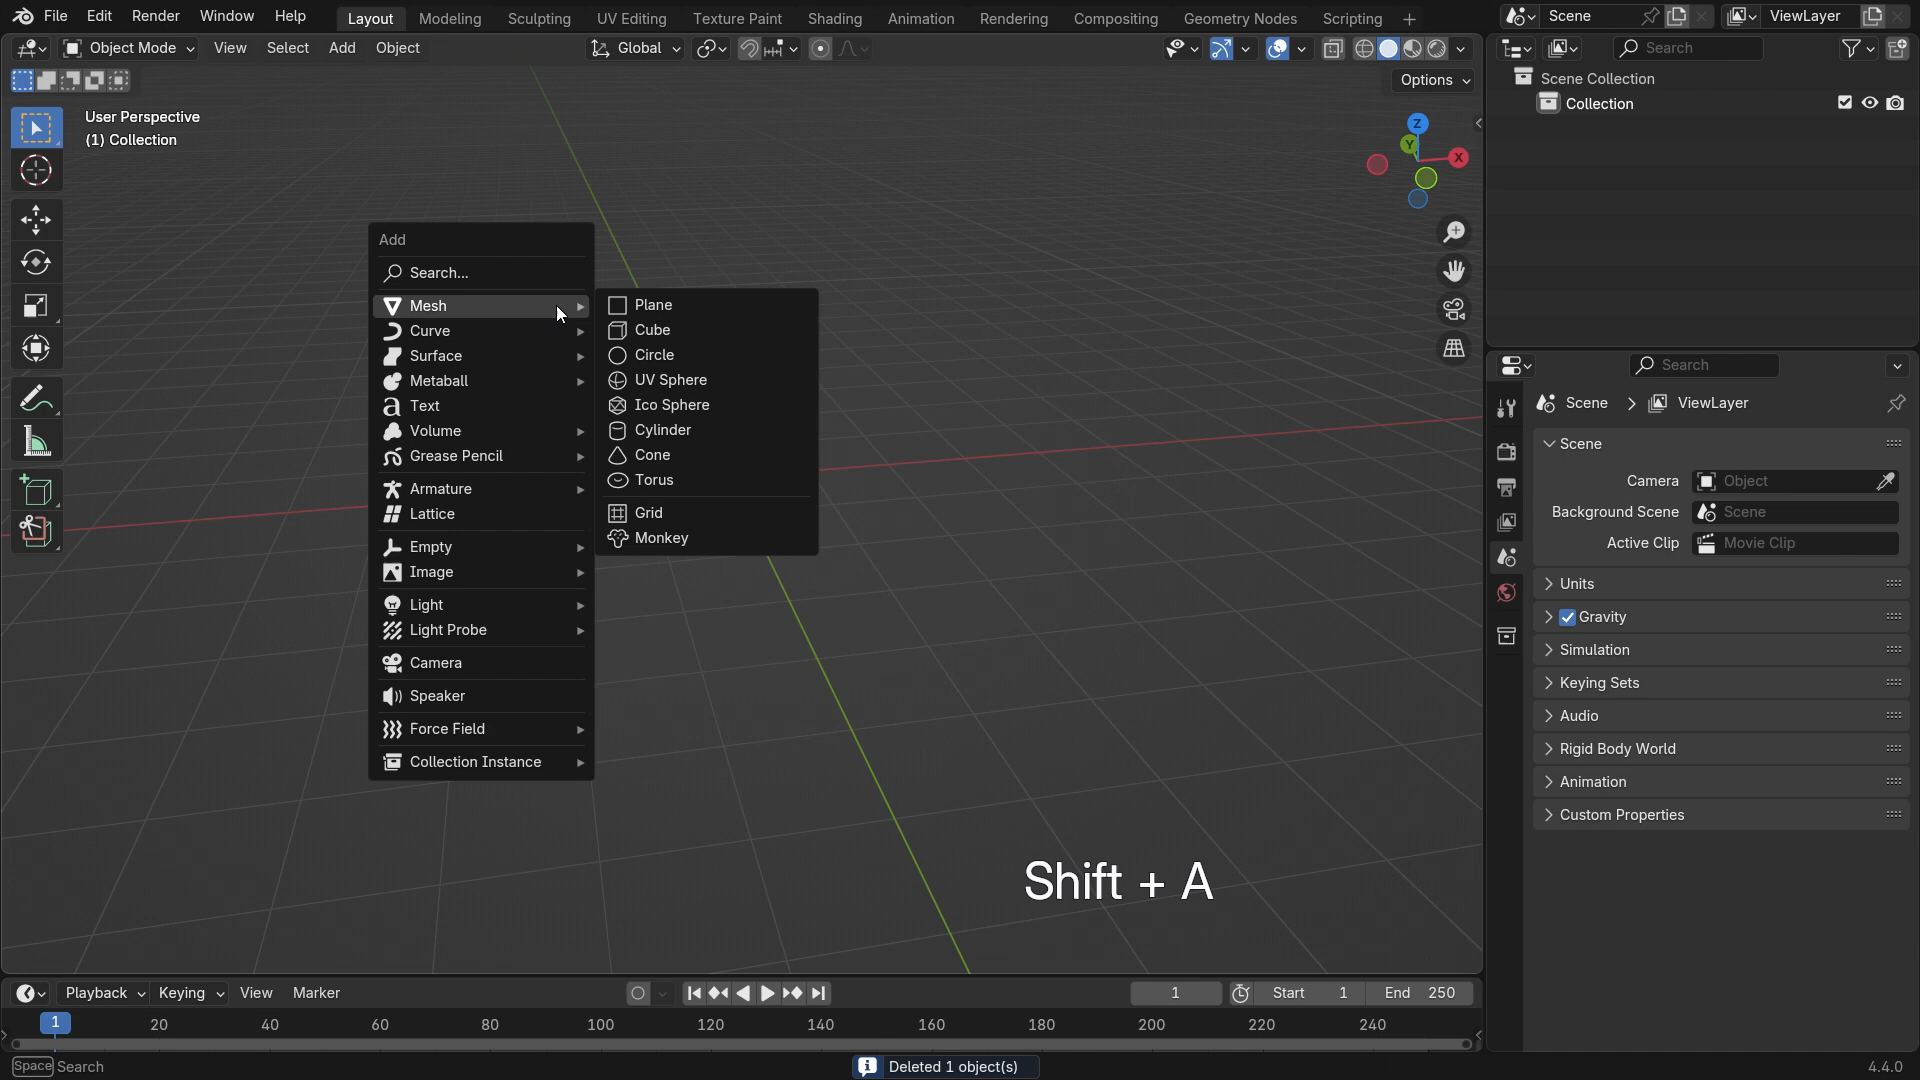 File Edit Render Window Help
Layout Modeling Sculpting UV Editing Texture Paint Shading Animation Rendering Compositing Geometry Nodes Scripting +
Scene
ViewLayer
Object Mode View Select Add Object
Global
Options
User Perspective
(1) Collection
Z
Y
X
Add
Search...
Mesh
Curve
Surface
Metaball
Text
Volume
Grease Pencil
Armature
Lattice
Empty
Image
Light
Light Probe
Camera
Speaker
Force Field
Collection Instance
Plane
Cube
Circle
UV Sphere
Ico Sphere
Cylinder
Cone
Torus
Grid
Monkey
Shift + A
Search
Scene Collection
Collection
Search
Scene > ViewLayer
Scene
Camera Object
Background Scene Scene
Active Clip Movie Clip
Units
Gravity
Simulation
Keying Sets
Audio
Rigid Body World
Animation
Custom Properties
Playback Keying View Marker
1
Start 1
End 250
1 20 40 60 80 100 120 140 160 180 200 220 240
Space Search
Deleted 1 object(s)
4.4.0